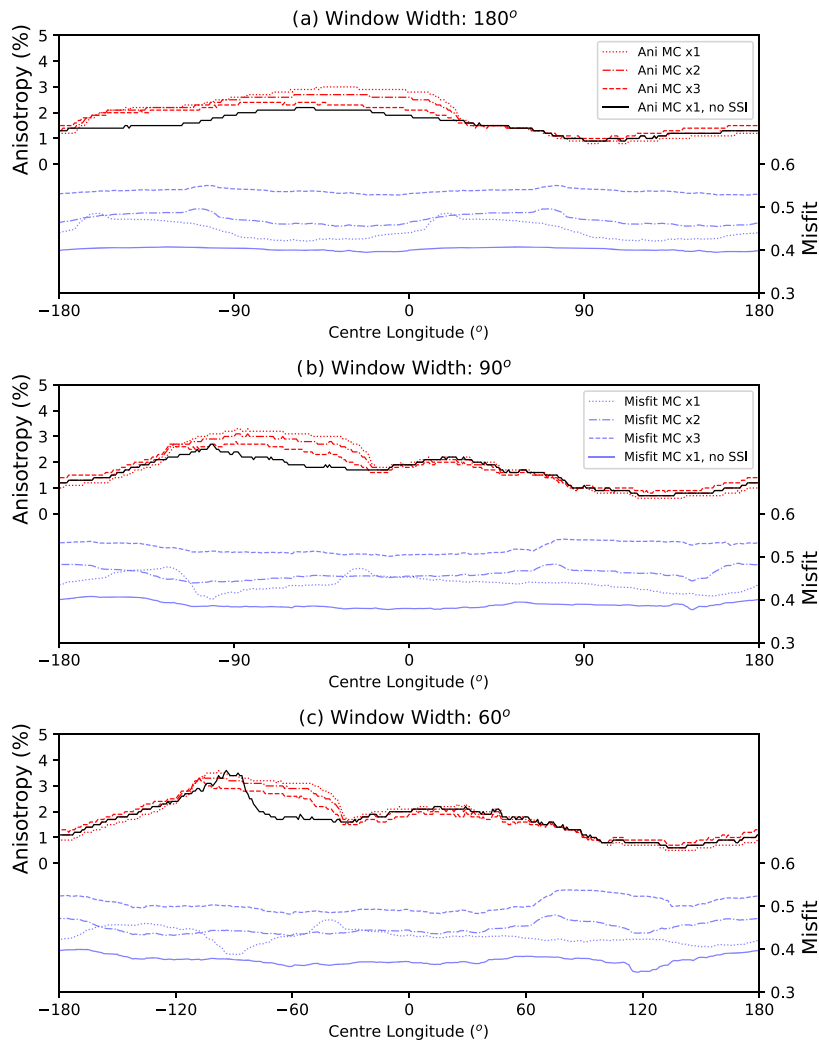 (a) Window Width: 180°
Anisotropy (%)
5
4
3
2
1
0
Ani MC x1
Ani MC x2
Ani MC x3
Ani MC x1, no SSI
0.6
0.5
0.4
0.3
Misfit
−180
−90
0
90
180
Centre Longitude (°)
(b) Window Width: 90°
Anisotropy (%)
5
4
3
2
1
0
Misfit MC x1
Misfit MC x2
Misfit MC x3
Misfit MC x1, no SSI
0.6
0.5
0.4
0.3
Misfit
−180
−90
0
90
180
Centre Longitude (°)
(c) Window Width: 60°
Anisotropy (%)
5
4
3
2
1
0
0.6
0.5
0.4
0.3
Misfit
−180
−120
−60
0
60
120
180
Centre Longitude (°)